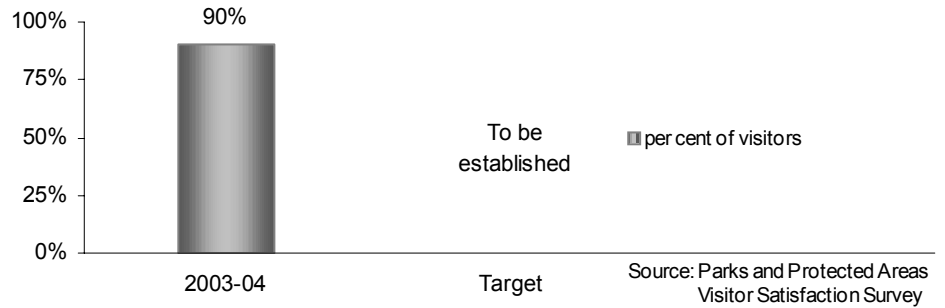 100%
90%
75%
50%
25%
0%
To be
established
per cent of visitors
2003-04
Target
Source: Parks and Protected Areas
Visitor Satisfaction Survey